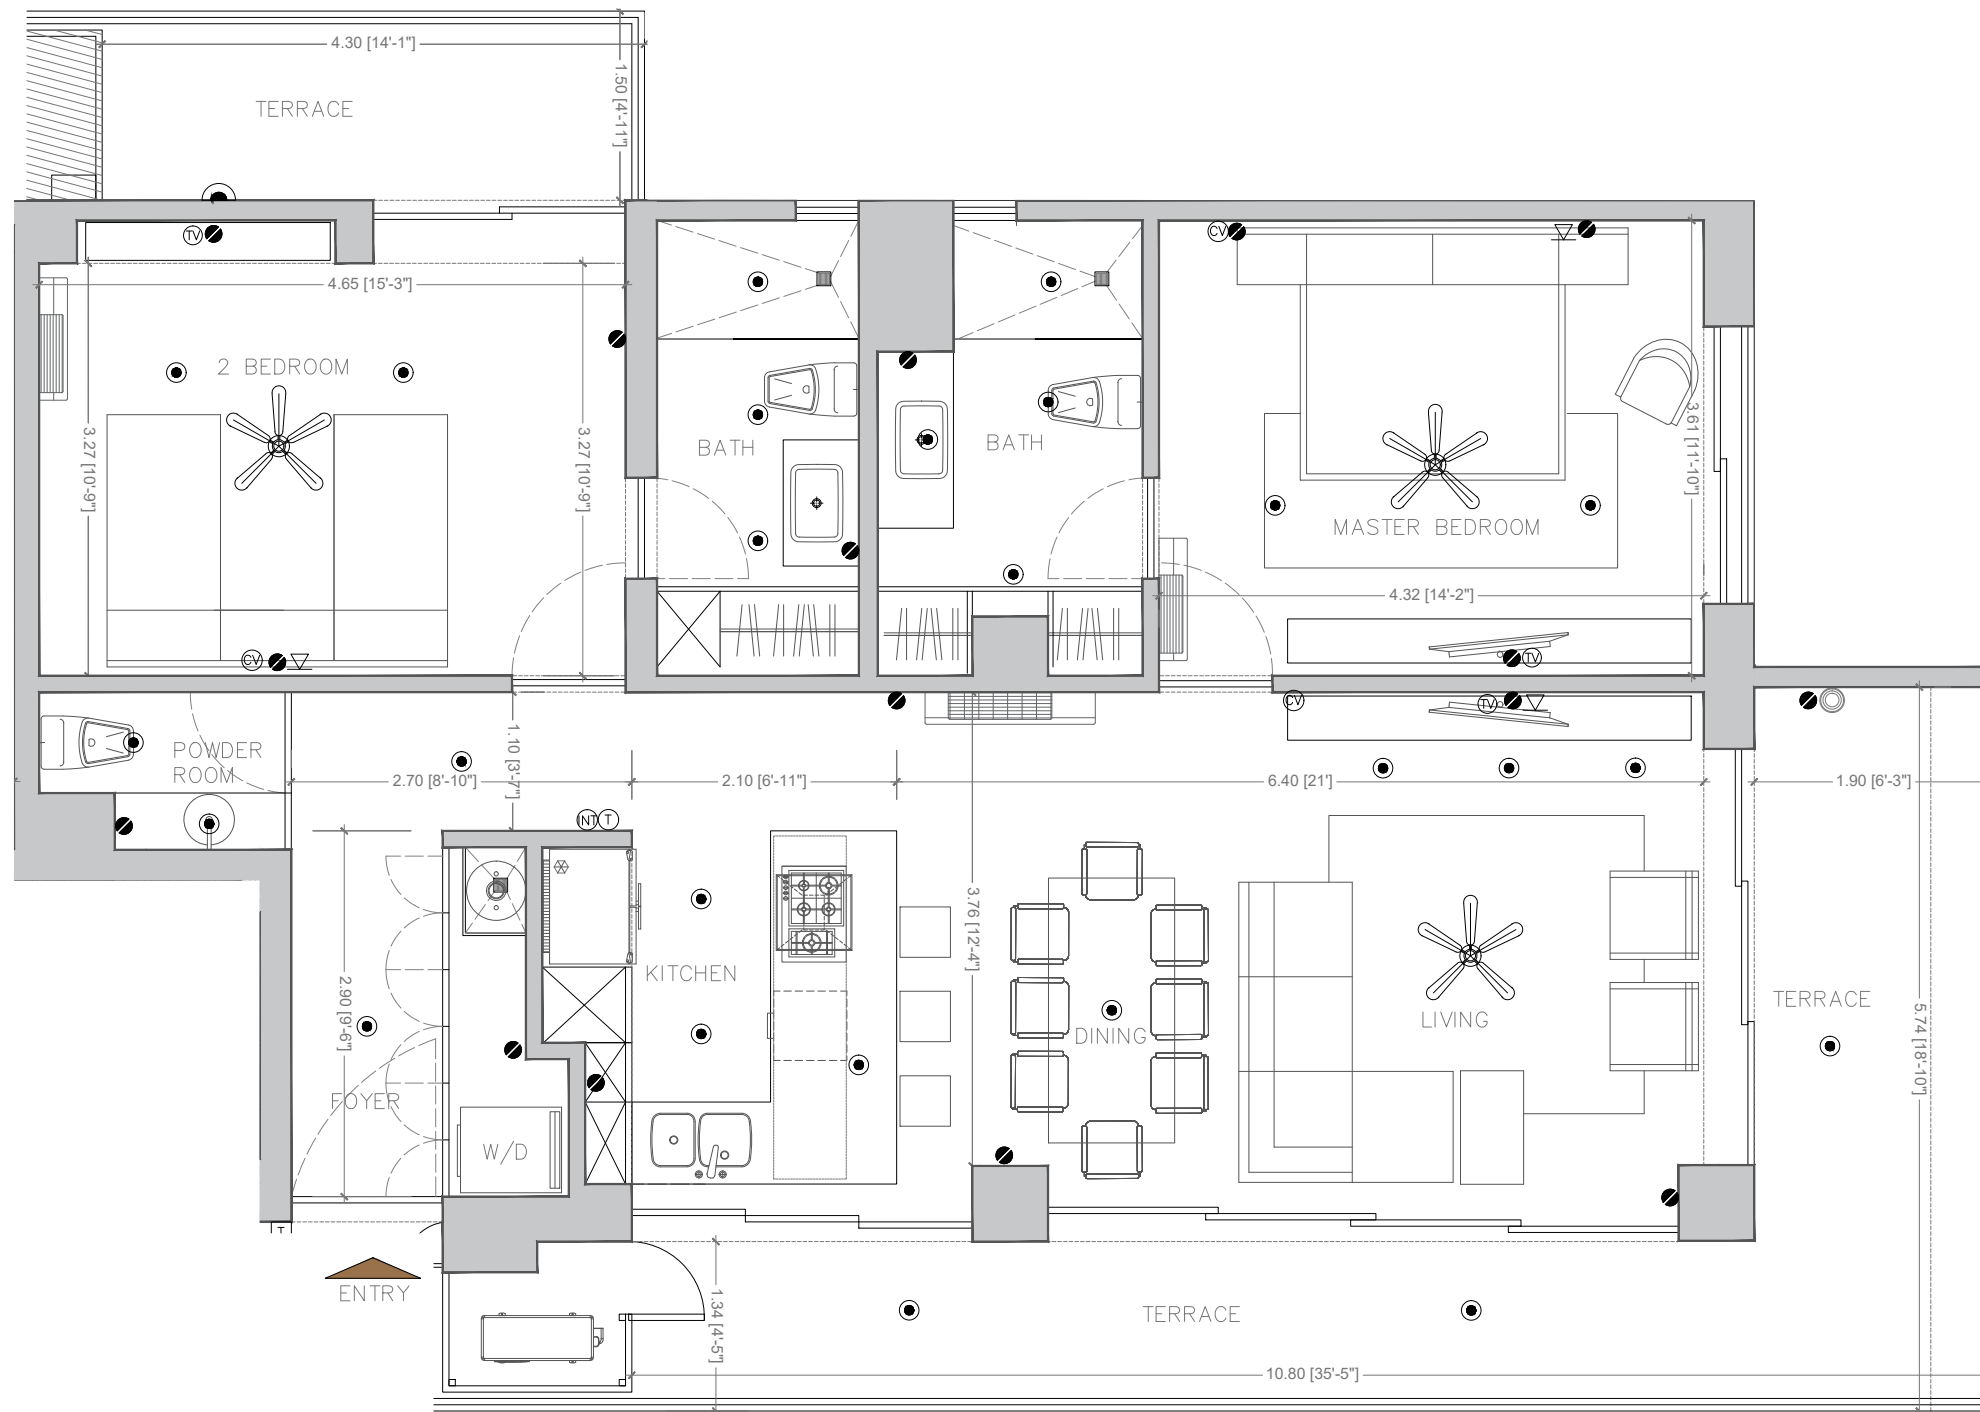 4.30 [14'-1"]
1.50 [4'-11"]
TERRACE
TV
CV
4.65 [15'-3"]
2 BEDROOM
3.27 [10'-9"]
3.27 [10'-9"]
BATH
BATH
3.61 [11'-10"]
MASTER BEDROOM
4.32 [14'-2"]
CV
TV
CV
TV
POWDER
ROOM
1.10 [3'-7"]
2.70 [8'-10"]
2.10 [6'-11"]
6.40 [21']
1.90 [6'-3"]
INT
T
3.76 [12'-4"]
KITCHEN
2.90 [9'-6"]
DINING
LIVING
TERRACE
5.74 [18'-10"]
FOYER
W/D
T
ENTRY
1.34 [4'-5"]
TERRACE
10.80 [35'-5"]